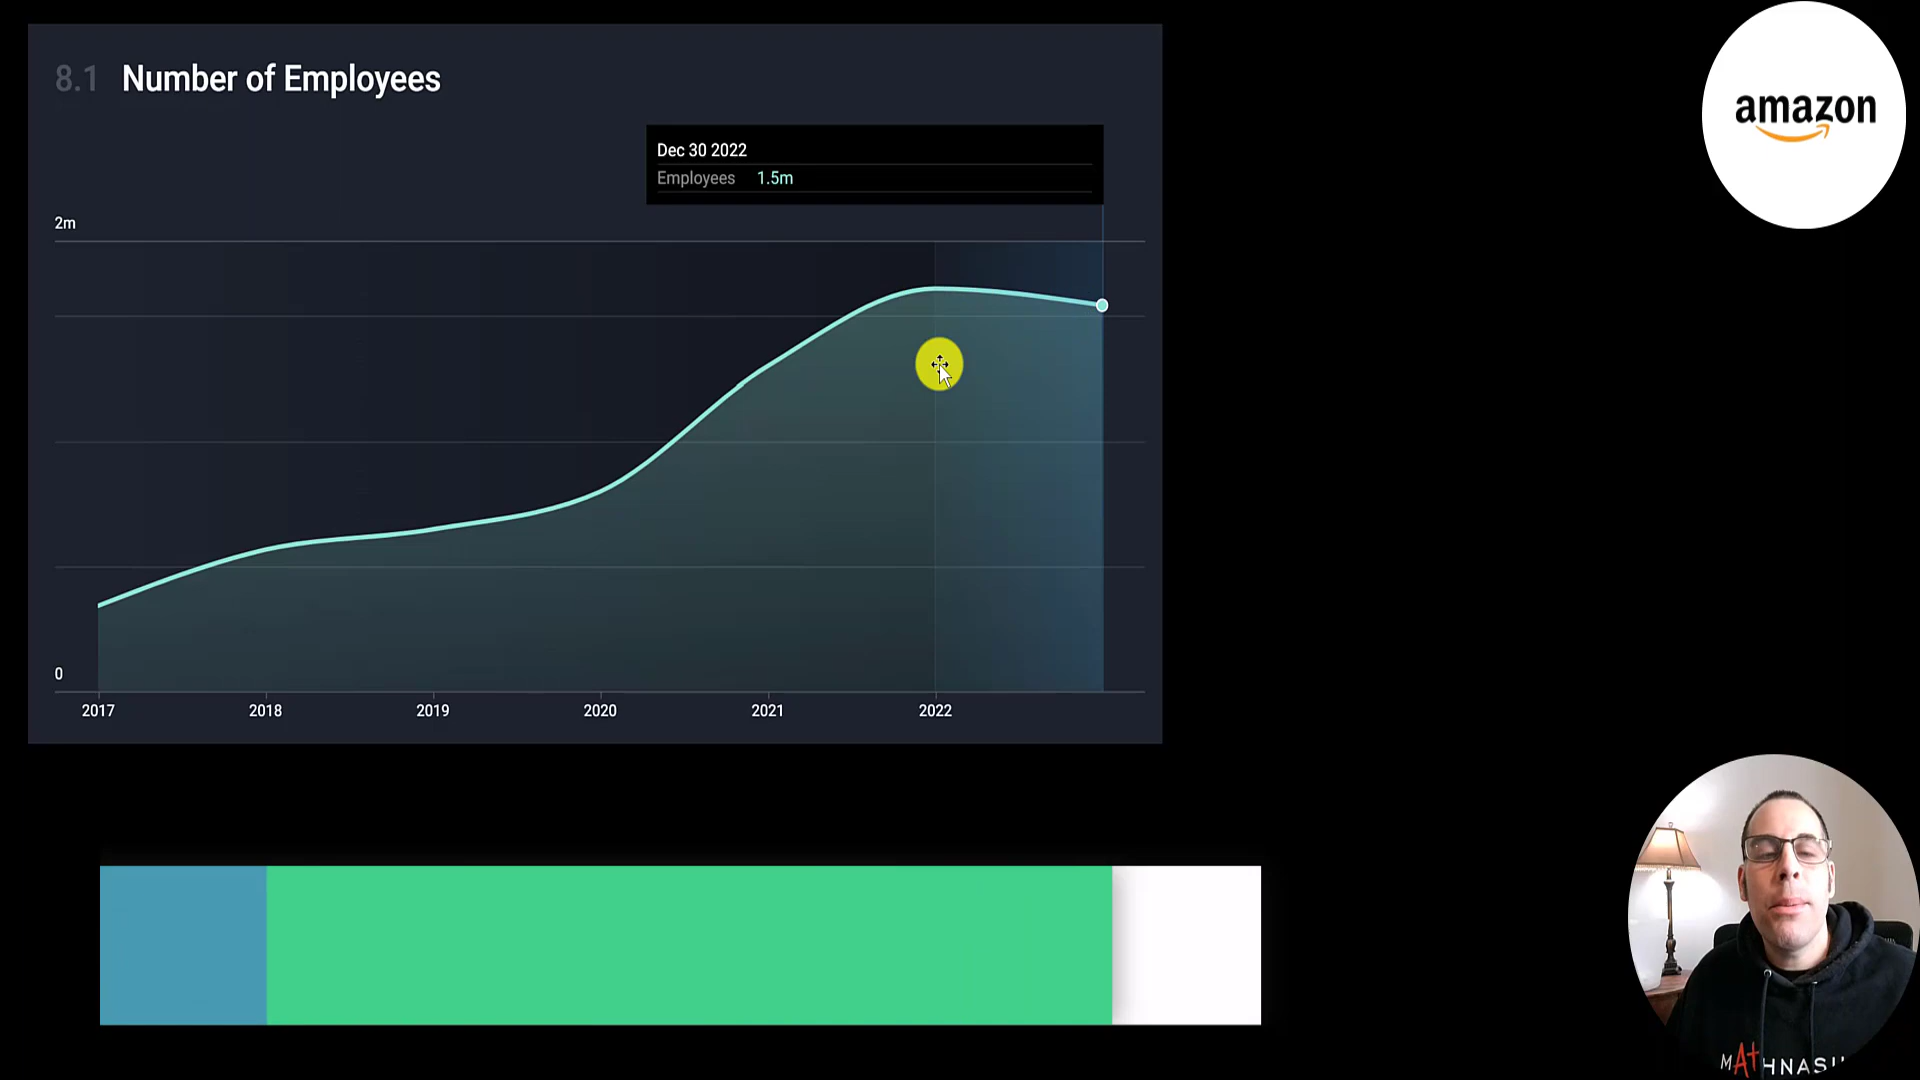 8.1 Number of Employees
amazon
Dec 30 2022
Employees 1.5m
2m
0
2017 2018 2019 2020 2021 2022
MATHNASIU